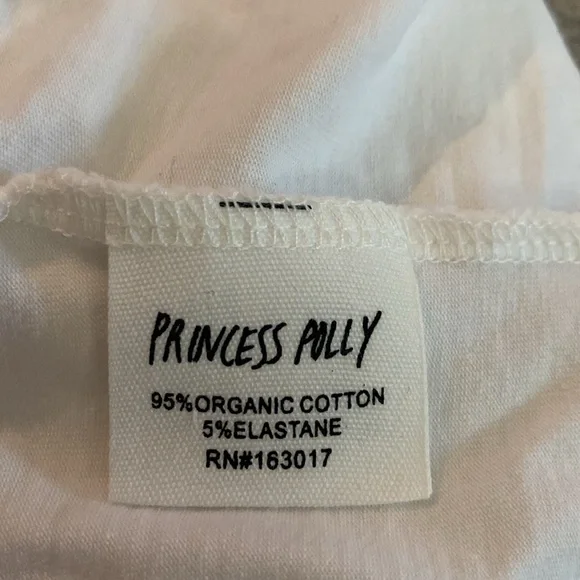 PRINCESS POLLY
95%ORGANIC COTTON
5%ELASTANE
RN#163017